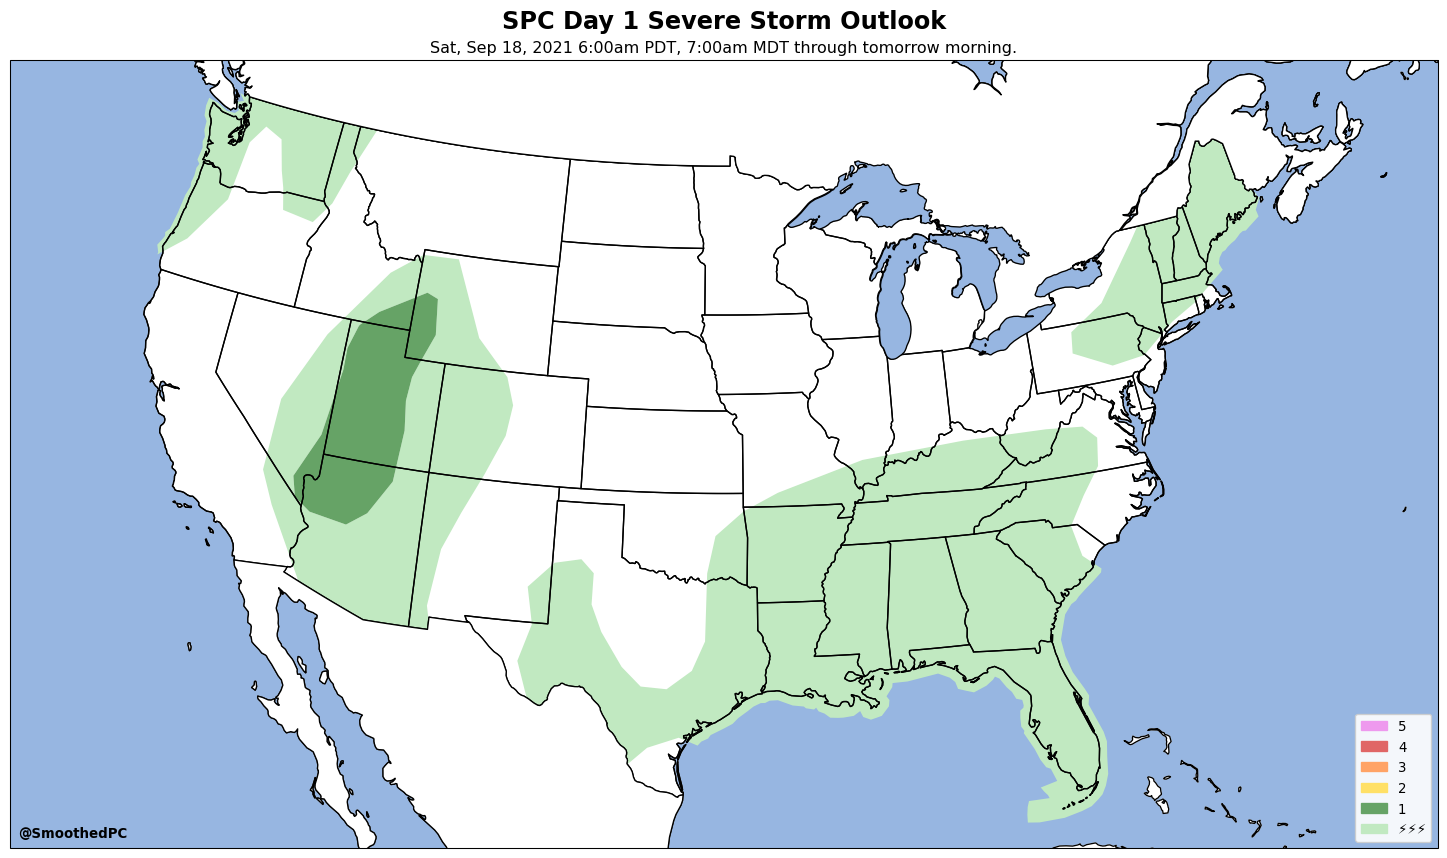 SPC Day 1 Severe Storm Outlook
Sat, Sep 18, 2021 6:00am PDT, 7:00am MDT through tomorrow morning.
5
4
3
2
1
⚡⚡⚡
@SmoothedPC